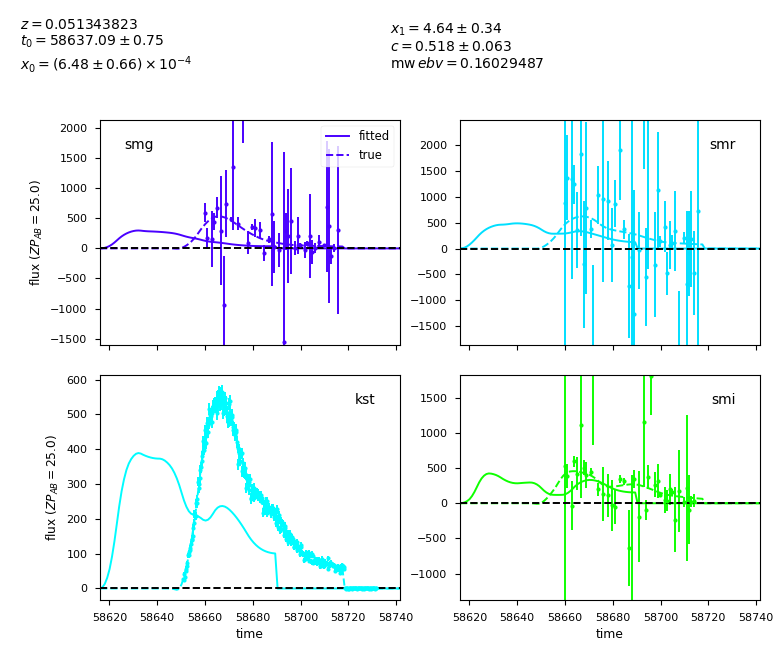 z = 0.051343823
t₀ = 58637.09 ± 0.75
x₀ = (6.48 ± 0.66) × 10⁻⁴
x₁ = 4.64 ± 0.34
c = 0.518 ± 0.063
mw ebv = 0.16029487
smg
fitted
true
2000
1500
1000
500
0
−500
−1000
−1500
flux (ZP_AB = 25.0)
smr
2000
1500
1000
500
0
−500
−1000
−1500
kst
600
500
400
300
200
100
0
flux (ZP_AB = 25.0)
58620 58640 58660 58680 58700 58720 58740
time
smi
1500
1000
500
0
−500
−1000
58620 58640 58660 58680 58700 58720 58740
time